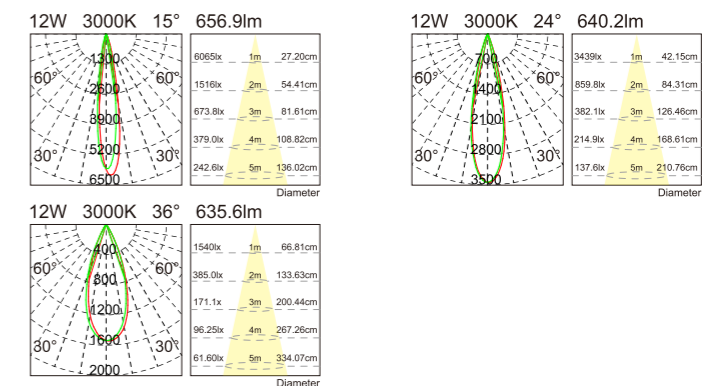 12W 3000K 15° 656.9lm
1300
2600
3900
5200
6500
60° 60°
30° 30°
6065lx 1m 27.20cm
1516lx 2m 54.41cm
673.8lx 3m 81.61cm
379.0lx 4m 108.82cm
242.6lx 5m 136.02cm
Diameter
12W 3000K 24° 640.2lm
700
1400
2100
2800
3500
60° 60°
30° 30°
3439lx 1m 42.15cm
859.8lx 2m 84.31cm
382.1lx 3m 126.46cm
214.9lx 4m 168.61cm
137.6lx 5m 210.76cm
Diameter
12W 3000K 36° 635.6lm
400
800
1200
1600
2000
60° 60°
30° 30°
1540lx 1m 66.81cm
385.0lx 2m 133.63cm
171.1x 3m 200.44cm
96.25lx 4m 267.26cm
61.60lx 5m 334.07cm
Diameter